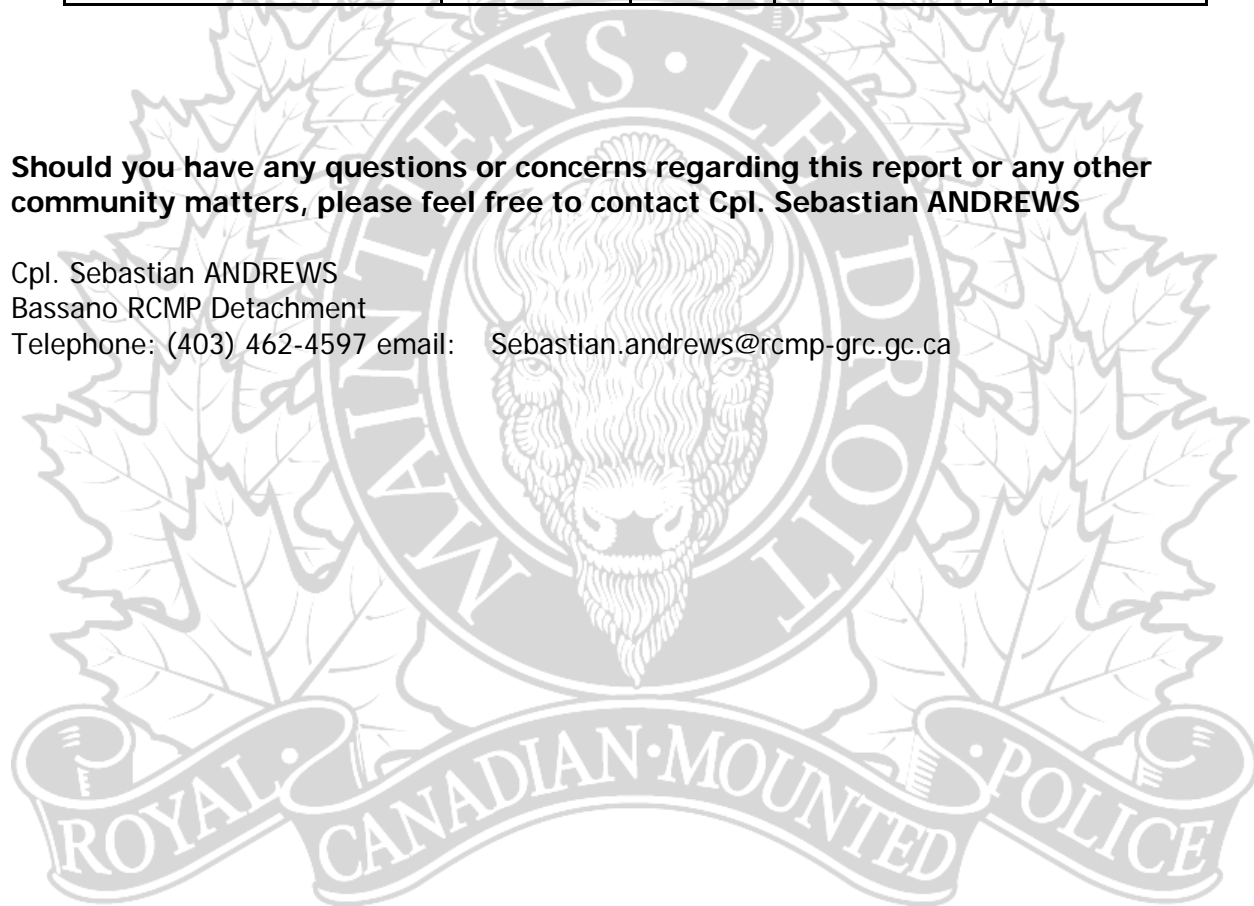 MAINTIENS LE DROIT
Should you have any questions or concerns regarding this report or any other
community matters, please feel free to contact Cpl. Sebastian ANDREWS
Cpl. Sebastian ANDREWS
Bassano RCMP Detachment
Telephone: (403) 462-4597 email: Sebastian.andrews@rcmp-grc.gc.ca
ROYAL · CANADIAN · MOUNTED · POLICE